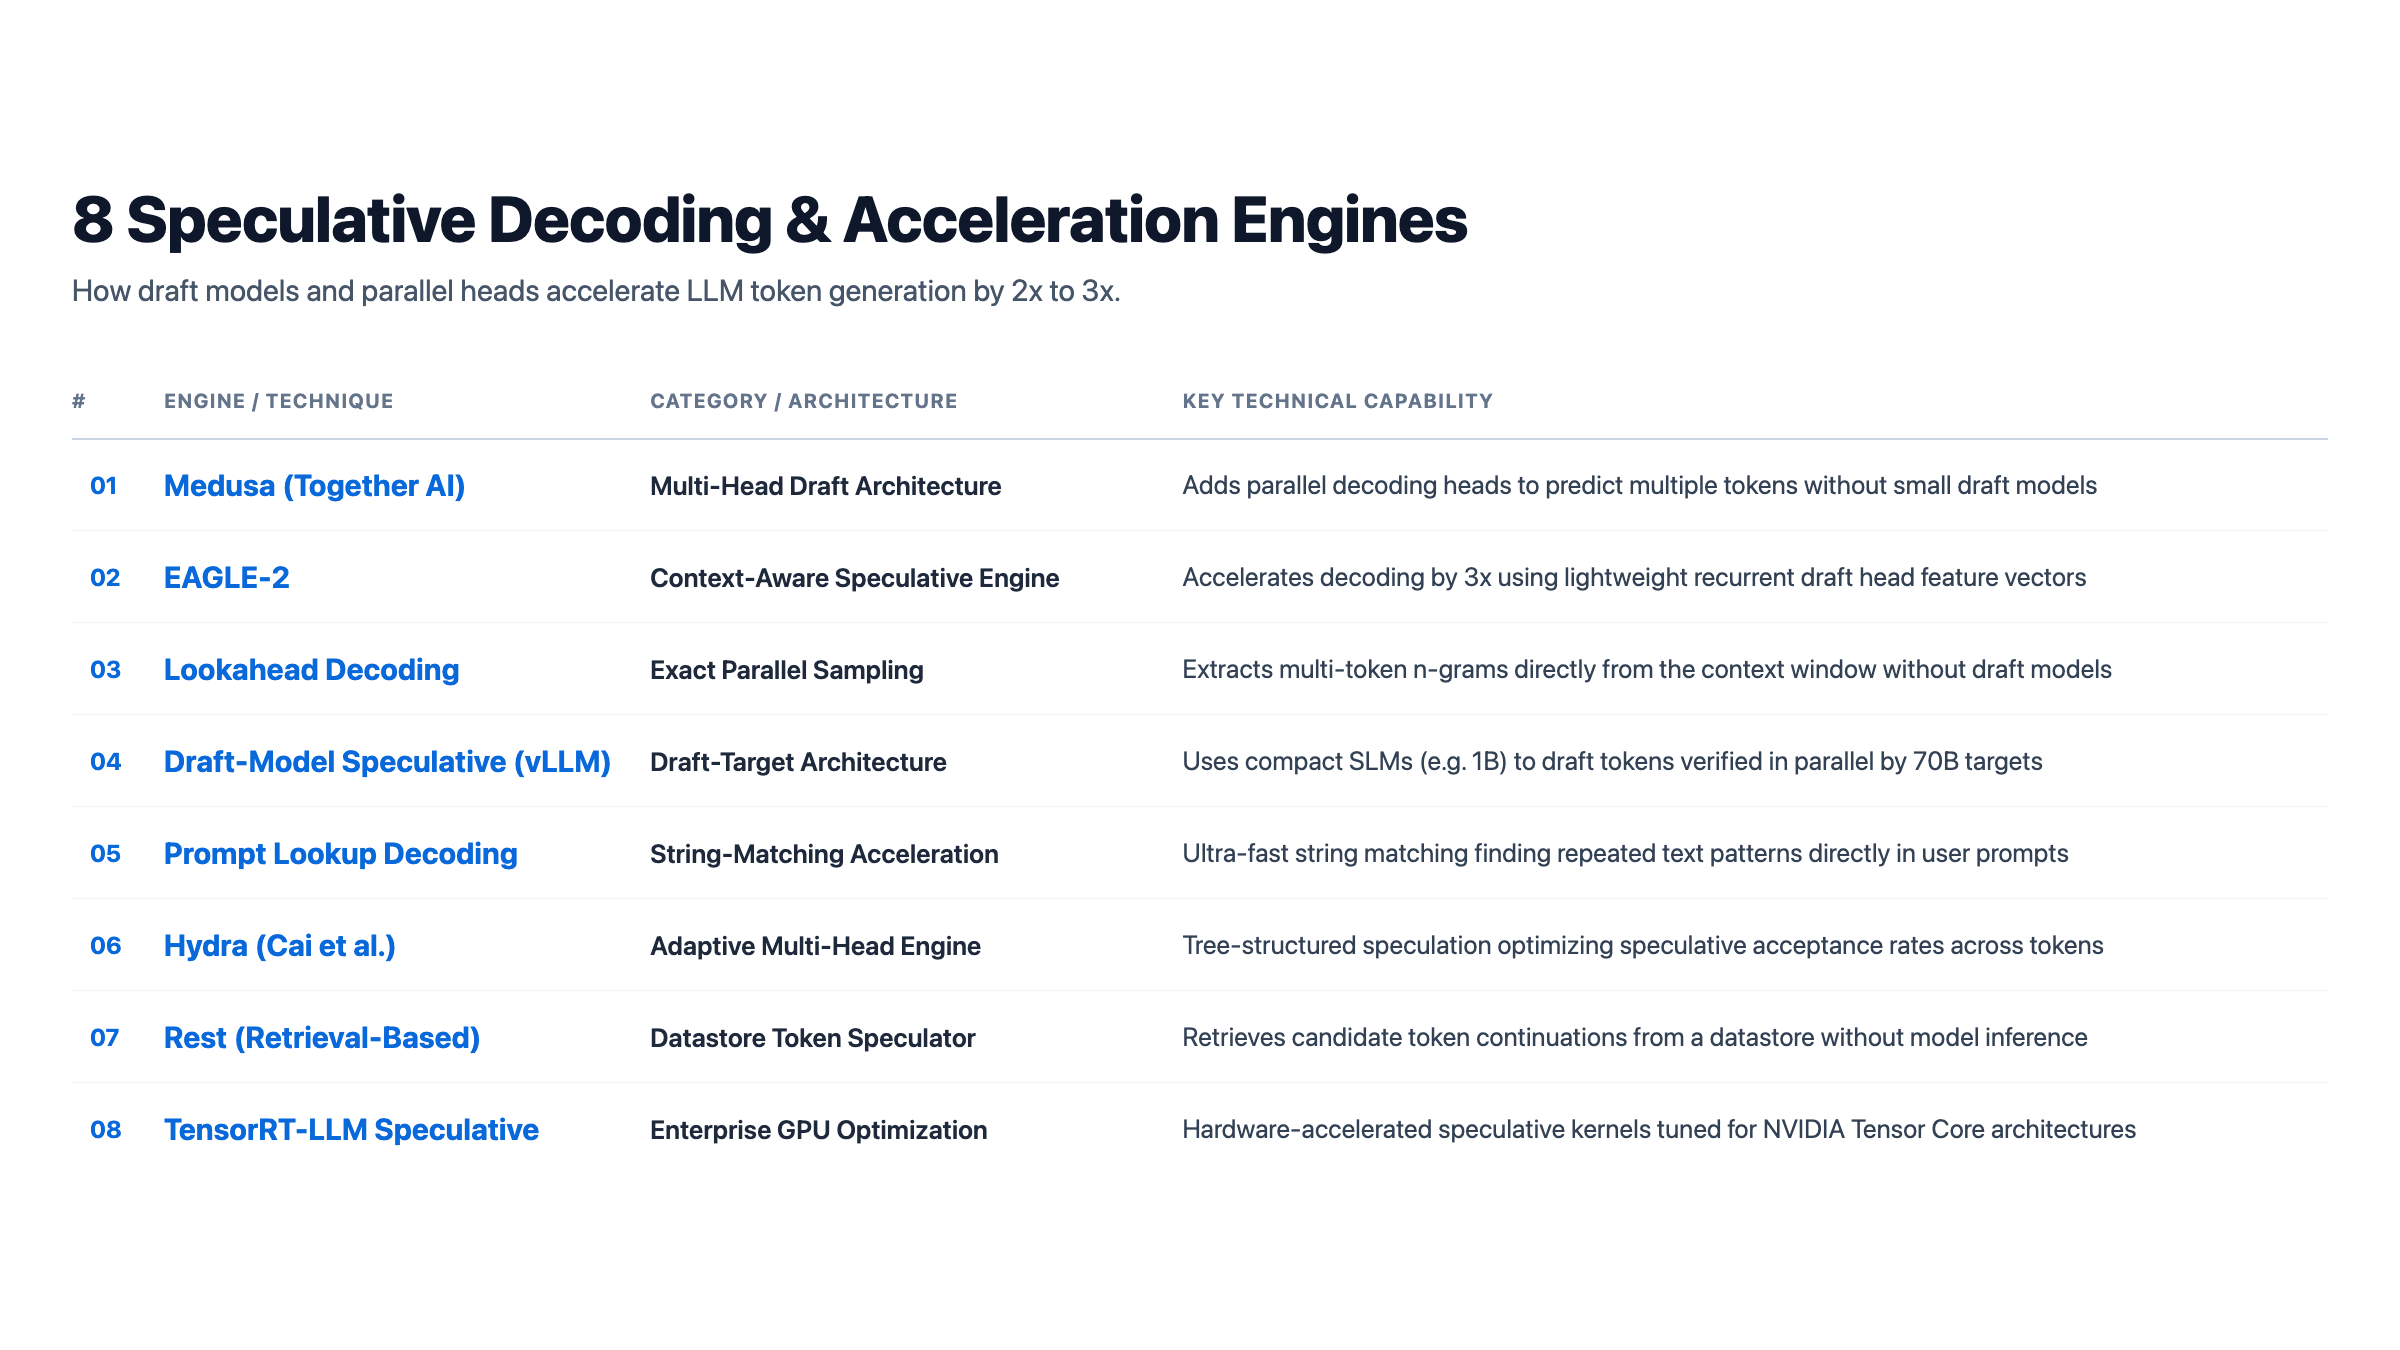 8 Speculative Decoding & Acceleration Engines
How draft models and parallel heads accelerate LLM token generation by 2x to 3x.
# ENGINE / TECHNIQUE CATEGORY / ARCHITECTURE KEY TECHNICAL CAPABILITY
01 Medusa (Together AI) Multi-Head Draft Architecture Adds parallel decoding heads to predict multiple tokens without small draft models
02 EAGLE-2 Context-Aware Speculative Engine Accelerates decoding by 3x using lightweight recurrent draft head feature vectors
03 Lookahead Decoding Exact Parallel Sampling Extracts multi-token n-grams directly from the context window without draft models
04 Draft-Model Speculative (vLLM) Draft-Target Architecture Uses compact SLMs (e.g. 1B) to draft tokens verified in parallel by 70B targets
05 Prompt Lookup Decoding String-Matching Acceleration Ultra-fast string matching finding repeated text patterns directly in user prompts
06 Hydra (Cai et al.) Adaptive Multi-Head Engine Tree-structured speculation optimizing speculative acceptance rates across tokens
07 Rest (Retrieval-Based) Datastore Token Speculator Retrieves candidate token continuations from a datastore without model inference
08 TensorRT-LLM Speculative Enterprise GPU Optimization Hardware-accelerated speculative kernels tuned for NVIDIA Tensor Core architectures